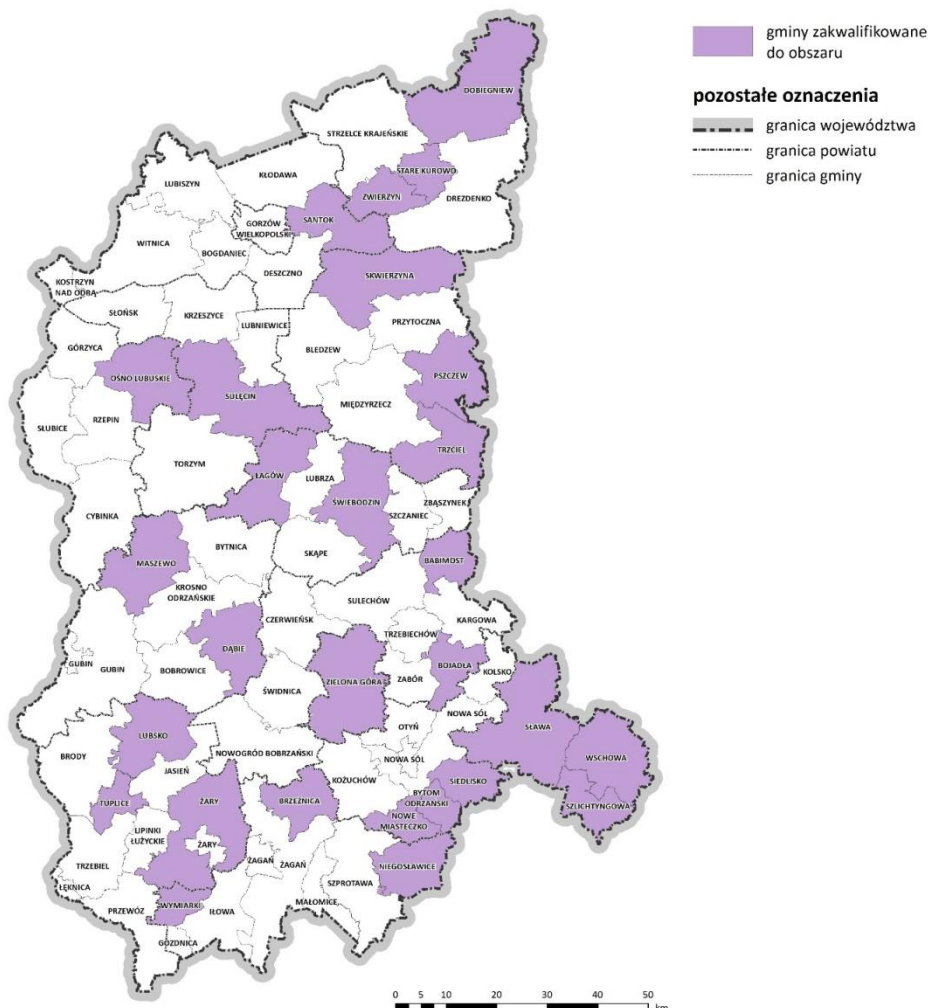 gminy zakwalifikowane
do obszaru
pozostałe oznaczenia
granica województwa
granica powiatu
granica gminy
DOBIEGNIEW
STRZELCE KRAJEŃSKIE
STARE KUROWO
KŁODAWA
LUBISZYN
ZWIERZYN
DREZDENKO
SANTOK
GORZÓW
WIELKOPOLSKI
WITNICA
BOGDANIEC
DESZCZNO
SKWIERZYNA
KOSTRZYN
NAD ODRĄ
SŁOŃSK
KRZESZYCE
LUBNIEWICE
PRZYTOCZNA
GÓRZYCA
BLEDZEW
PSZCZEW
OŚNO LUBUSKIE
SULĘCIN
MIĘDZYRZECZ
SŁUBICE
RZEPIN
TRZCIEL
TORZYM
ŁAGÓW
LUBRZA
ŚWIEBODZIN
ZBĄSZYNEK
SZCZANIEC
CYBINKA
BYTNICA
SKĄPE
BABIMOST
MASZEWO
KROSNO
ODRZAŃSKIE
SULECHÓW
CZERWIEŃSK
KARGOWA
TRZEBIECHÓW
DĄBIE
GUBIN
GUBIN
BOBROWICE
BOJADŁA
KOLSKO
ZIELONA GÓRA
ZABÓR
ŚWIDNICA
NOWA SÓL
SŁAWA
OTYŃ
LUBSKO
BRODY
NOWOGRÓD BOBRZAŃSKI
NOWA SÓL
WSCHOWA
JASIEŃ
KOŻUCHÓW
SIEDLISKO
BYTOM
ODRZAŃSKI
TUPLICE
ŻARY
BRZEŹNICA
SZLICHTYNGOWA
NOWE
MIASTECZKO
LIPINKI
ŁUŻYCKIE
ŻARY
TRZEBIEL
ŻAGAŃ
ŻAGAŃ
NIEGOSŁAWICE
SZPROTAWA
ŁĘKNICA
PRZEWÓZ
WYMIARKI
IŁOWA
MAŁOMICE
GOZDNICA
0 5 10 20 30 40 50
km